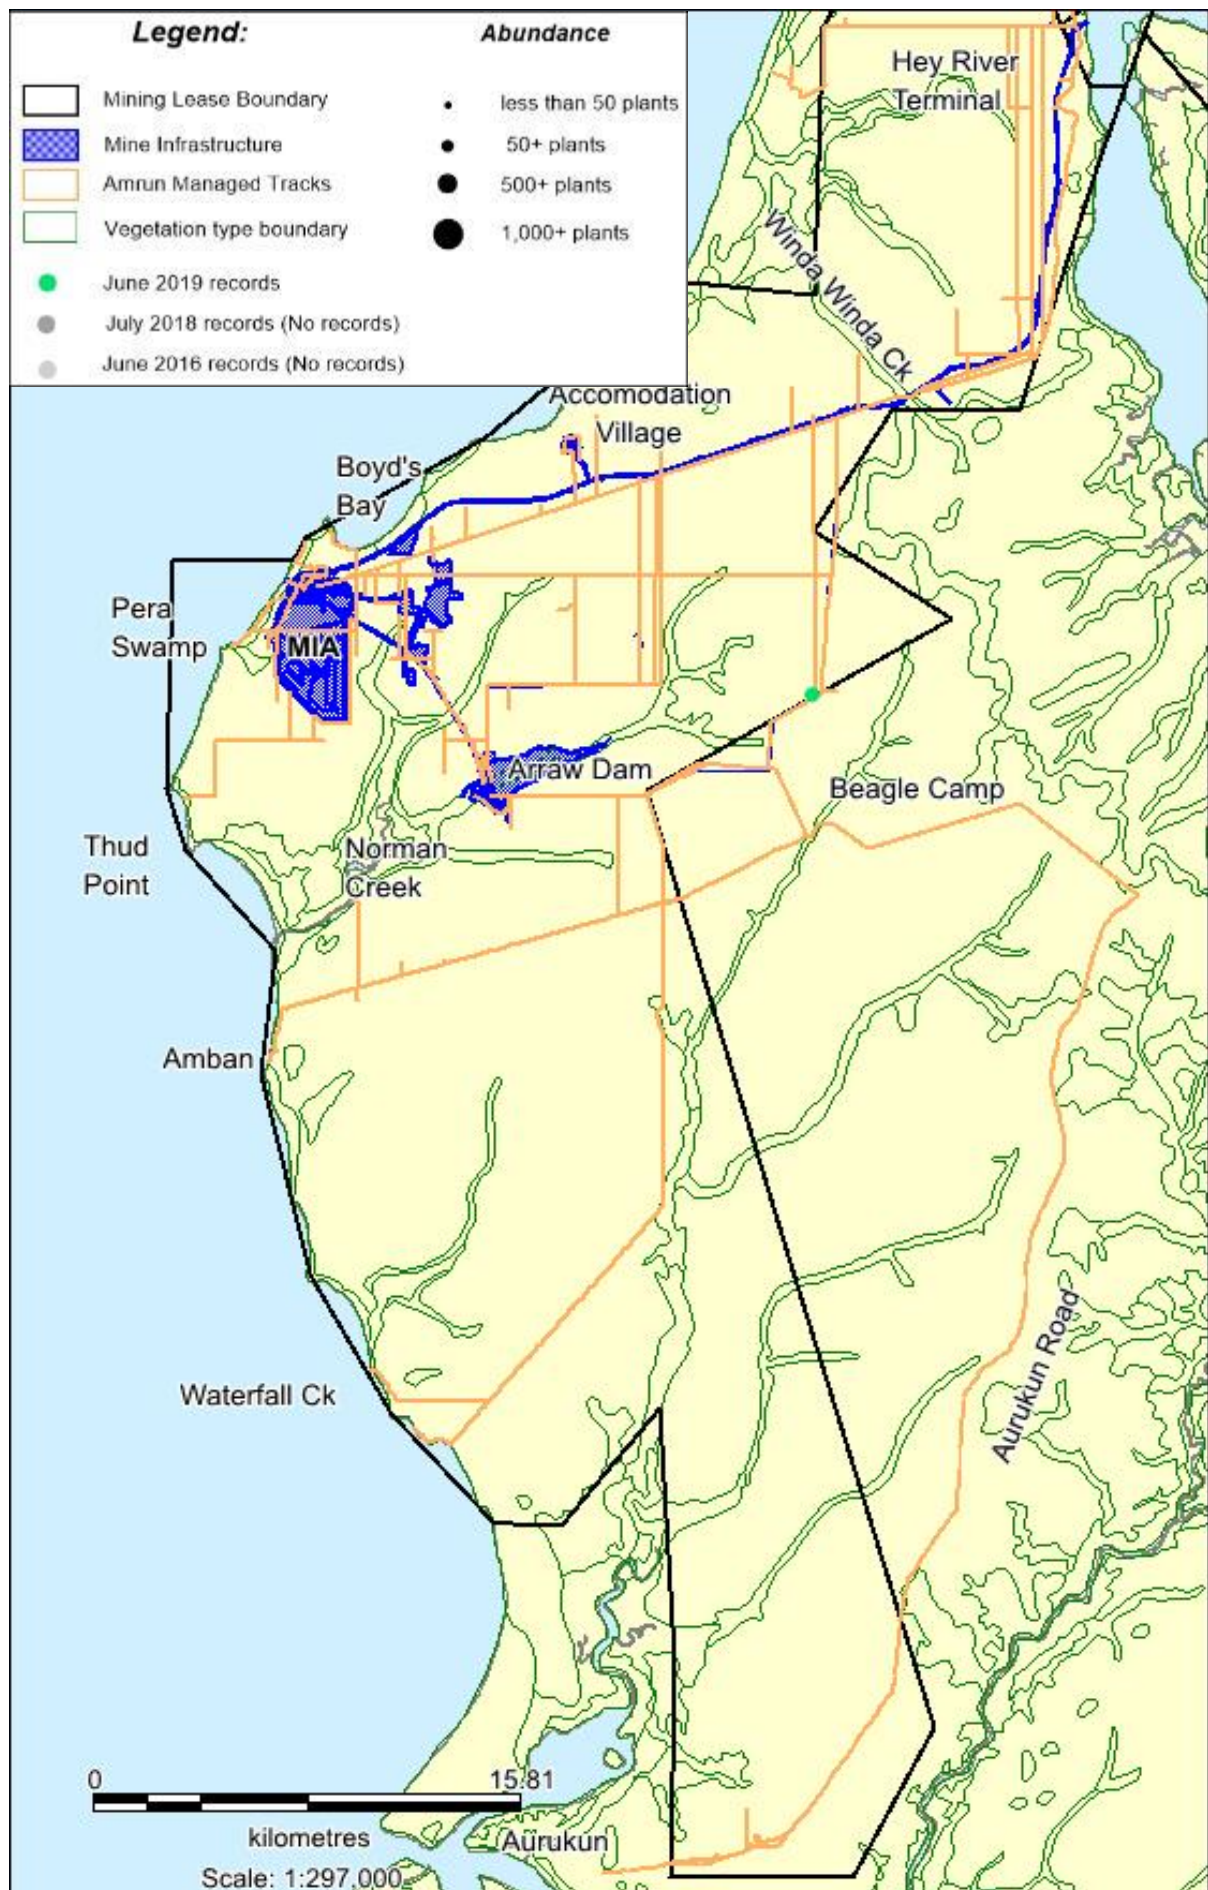 Legend:
Abundance
Mining Lease Boundary
Mine Infrastructure
Amrun Managed Tracks
Vegetation type boundary
June 2019 records
July 2018 records (No records)
June 2016 records (No records)
less than 50 plants
50+ plants
500+ plants
1,000+ plants
Hey River
Terminal
Winda Winda Ck
Accomodation
Village
Boyd's
Bay
Pera
Swamp
MIA
Arraw Dam
Beagle Camp
Thud
Point
Norman
Creek
Amban
Aurukun Road
Waterfall Ck
0
15.81
kilometres
Scale: 1:297,000
Aurukun